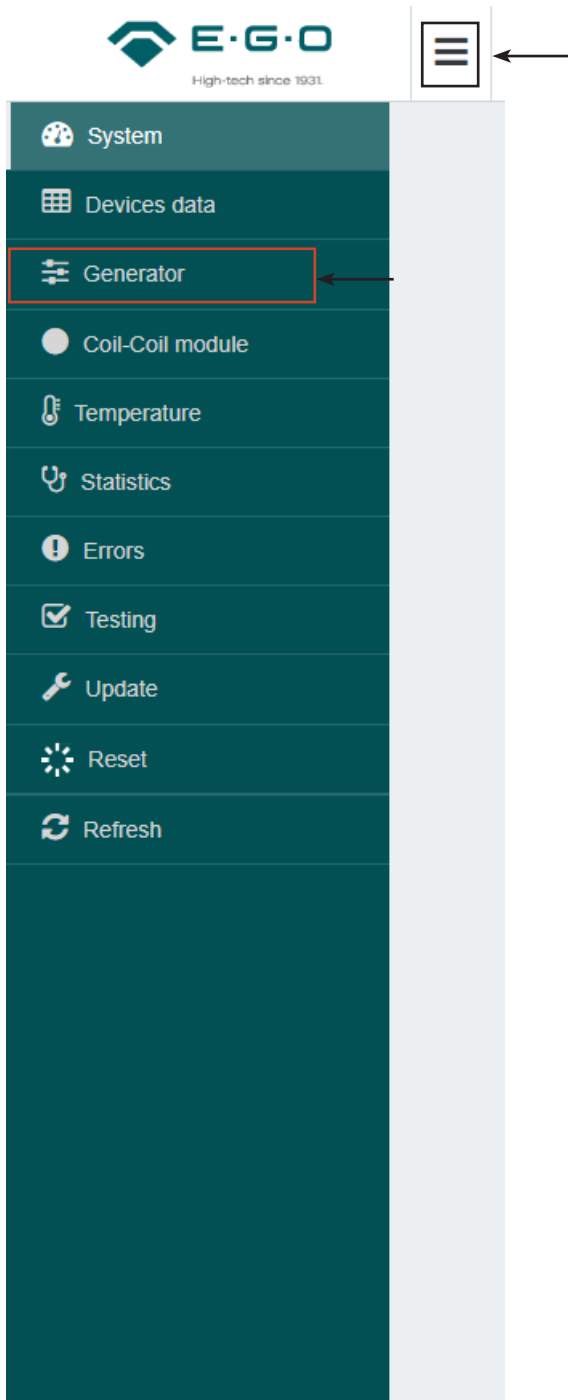 E·G·O
High-tech since 1931.
System
Devices data
Generator
Coil-Coil module
Temperature
Statistics
Errors
Testing
Update
Reset
Refresh